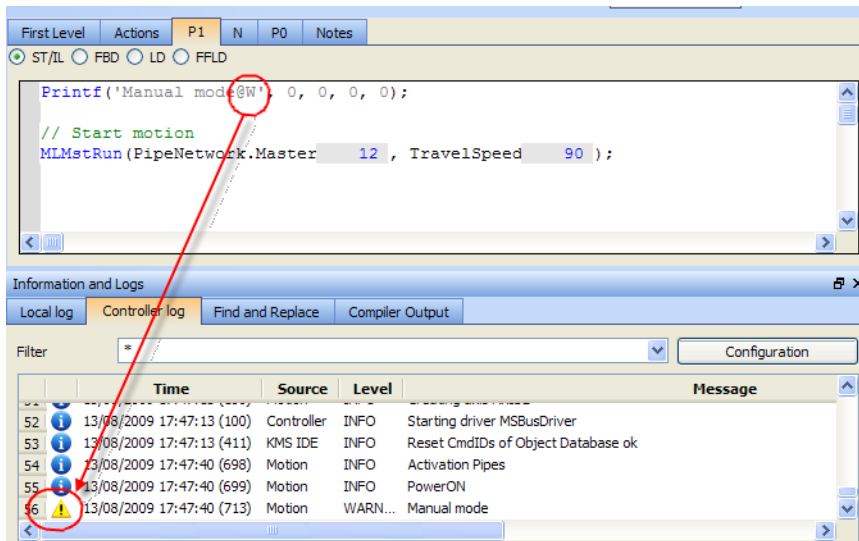 First Level Actions P1 N P0 Notes
ST/IL FBD LD FFLD
Printf('Manual mode@W', 0, 0, 0, 0);
// Start motion
MLMstRun(PipeNetwork.Master 12 , TravelSpeed 90 );
Information and Logs
Local log Controller log Find and Replace Compiler Output
Filter * Configuration
Time Source Level Message
52 13/08/2009 17:47:13 (100) Controller INFO Starting driver MSBusDriver
53 13/08/2009 17:47:13 (411) KMS IDE INFO Reset CmdIDs of Object Database ok
54 13/08/2009 17:47:40 (698) Motion INFO Activation Pipes
55 13/08/2009 17:47:40 (699) Motion INFO PowerON
56 13/08/2009 17:47:40 (713) Motion WARN... Manual mode